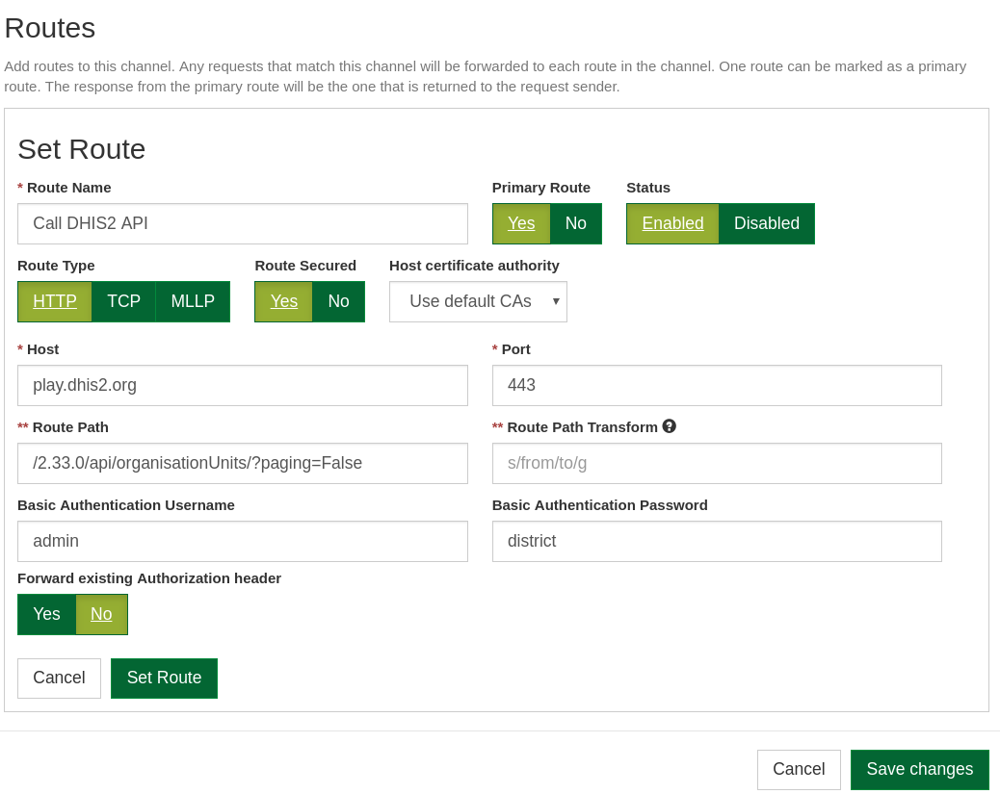 Routes
Add routes to this channel. Any requests that match this channel will be forwarded to each route in the channel. One route can be marked as a primary
route. The response from the primary route will be the one that is returned to the request sender.
Set Route
* Route Name Primary Route Status
Call DHIS2 API Yes No Enabled Disabled
Route Type Route Secured Host certificate authority
HTTP TCP MLLP Yes No Use default CAs
* Host * Port
play.dhis2.org 443
** Route Path ** Route Path Transform ?
/2.33.0/api/organisationUnits/?paging=False s/from/to/g
Basic Authentication Username Basic Authentication Password
admin district
Forward existing Authorization header
Yes No
Cancel Set Route
Cancel Save changes